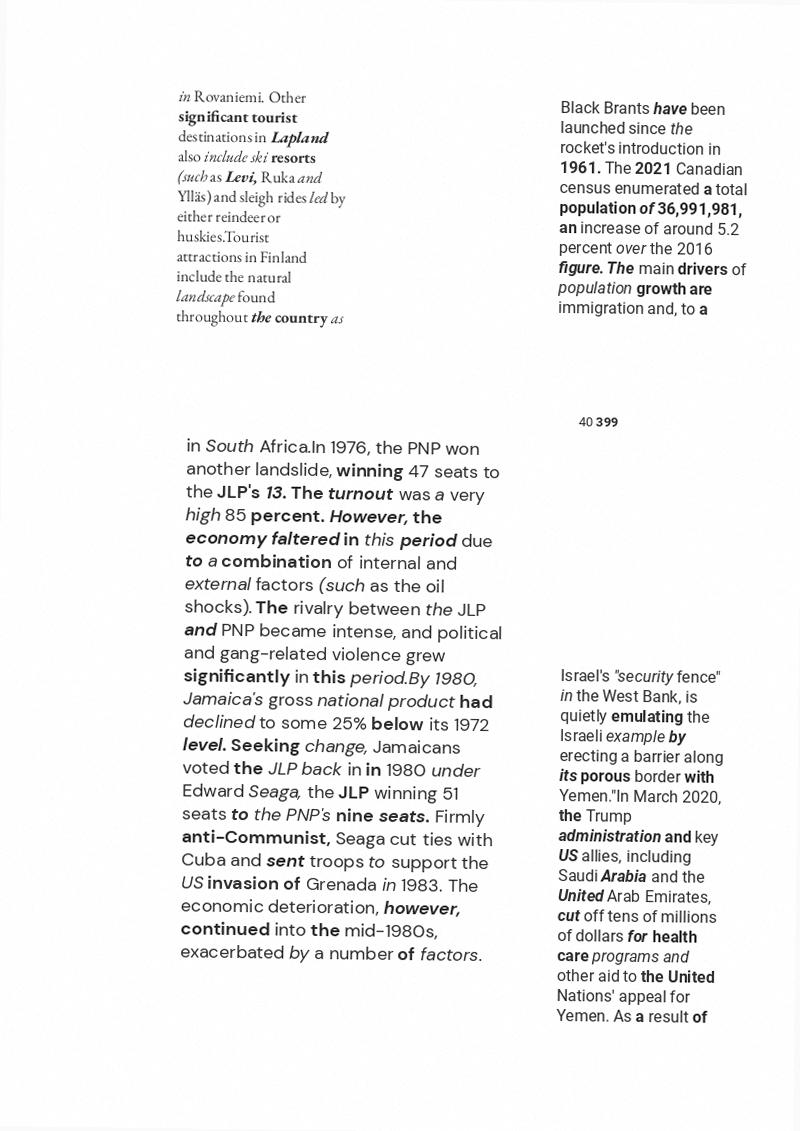 in Rovaniemi. Other
significant tourist
destinations in Lapland
also include ski resorts
(such as Levi, Ruka and
Ylläs) and sleigh rides led by
either reindeer or
huskies.Tourist
attractions in Finland
include the natural
landscape found
throughout the country as
in South Africa.In 1976, the PNP won
another landslide, winning 47 seats to
the JLP's 13. The turnout was a very
high 85 percent. However, the
economy faltered in this period due
to a combination of internal and
external factors (such as the oil
shocks). The rivalry between the JLP
and PNP became intense, and political
and gang-related violence grew
significantly in this period.By 1980,
Jamaica's gross national product had
declined to some 25% below its 1972
level. Seeking change, Jamaicans
voted the JLP back in in 1980 under
Edward Seaga, the JLP winning 51
seats to the PNP's nine seats. Firmly
anti-Communist, Seaga cut ties with
Cuba and sent troops to support the
US invasion of Grenada in 1983. The
economic deterioration, however,
continued into the mid-1980s,
exacerbated by a number of factors.
Black Brants have been
launched since the
rocket's introduction in
1961. The 2021 Canadian
census enumerated a total
population of 36,991,981,
an increase of around 5.2
percent over the 2016
figure. The main drivers of
population growth are
immigration and, to a
40 399
Israel's "security fence"
in the West Bank, is
quietly emulating the
Israeli example by
erecting a barrier along
its porous border with
Yemen."In March 2020,
the Trump
administration and key
US allies, including
Saudi Arabia and the
United Arab Emirates,
cut off tens of millions
of dollars for health
care programs and
other aid to the United
Nations' appeal for
Yemen. As a result of